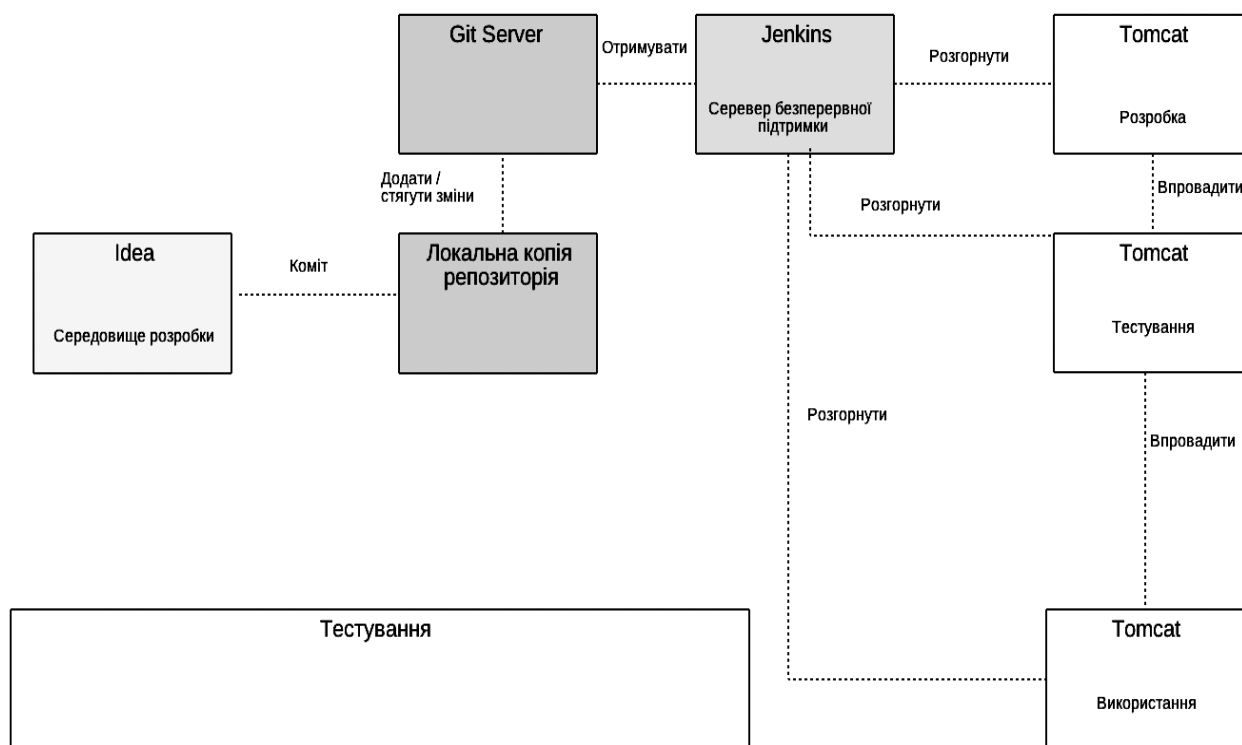 Git Server
Отримувати
Jenkins
Серевер безперервної
підтримки
Розгорнути
Tomcat
Розробка
Додати /
стягути зміни
Розгорнути
Впровадити
Idea
Середовище розробки
Коміт
Локальна копія
репозиторія
Tomcat
Тестування
Розгорнути
Впровадити
Тестування
Tomcat
Використання